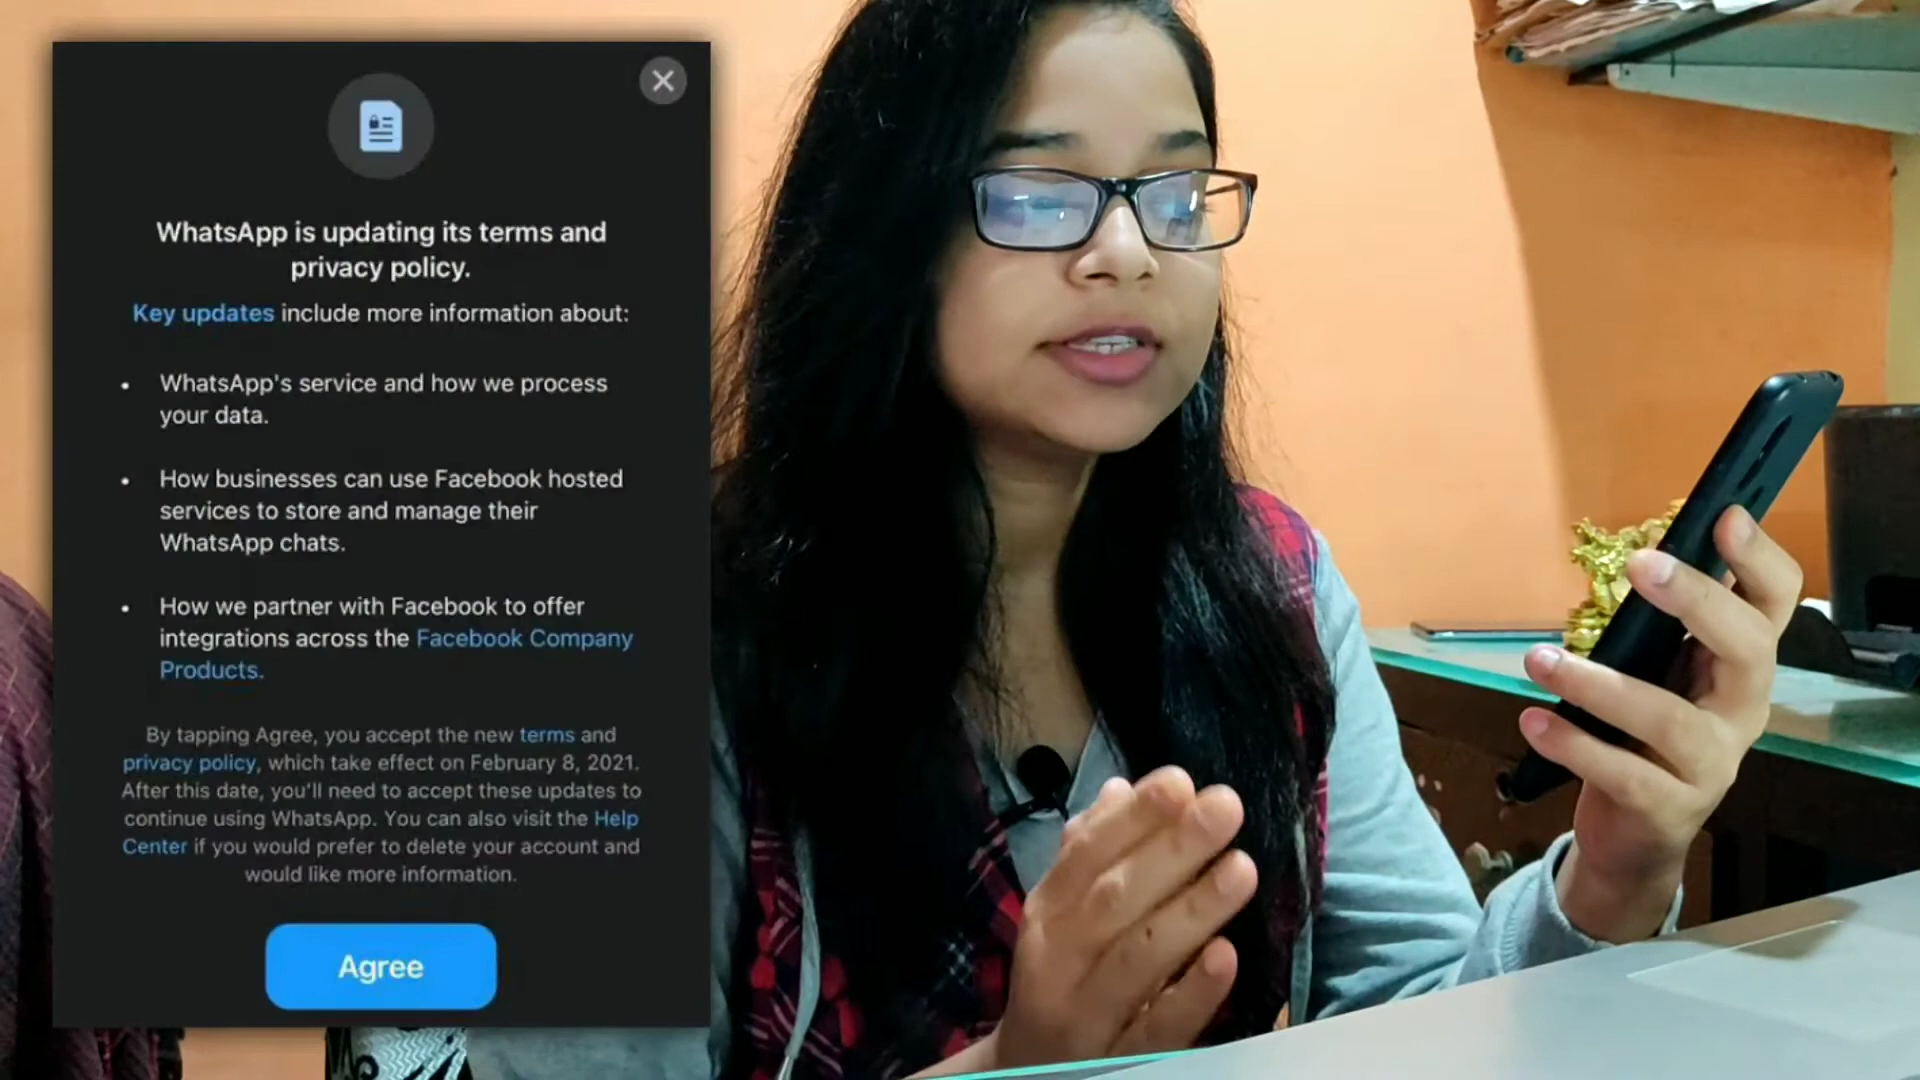 WhatsApp is updating its terms and
privacy policy.
Key updates include more information about:
• WhatsApp's service and how we process
your data.
• How businesses can use Facebook hosted
services to store and manage their
WhatsApp chats.
• How we partner with Facebook to offer
integrations across the Facebook Company
Products.
By tapping Agree, you accept the new terms and
privacy policy, which take effect on February 8, 2021.
After this date, you'll need to accept these updates to
continue using WhatsApp. You can also visit the Help
Center if you would prefer to delete your account and
would like more information.
Agree